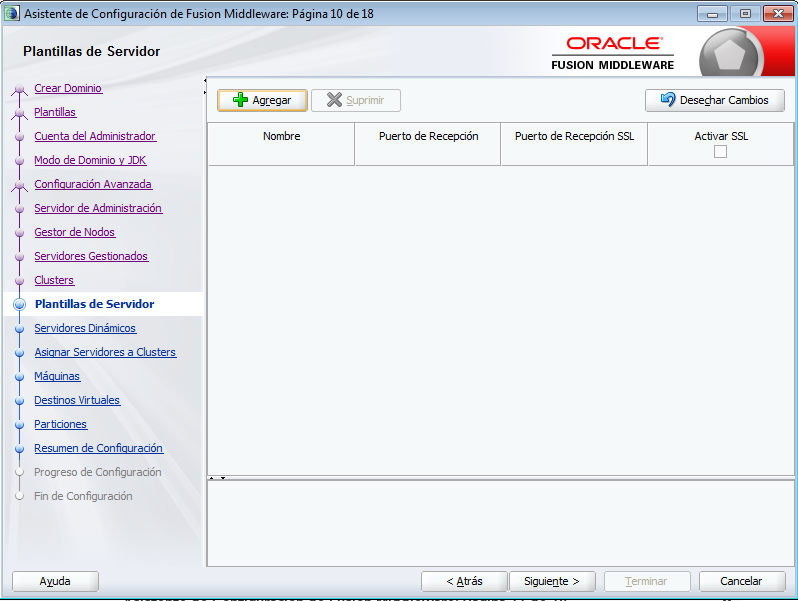 Asistente de Configuración de Fusion Middleware: Página 10 de 18
Plantillas de Servidor
ORACLE
FUSION MIDDLEWARE
Crear Dominio
Plantillas
Cuenta del Administrador
Modo de Dominio y JDK
Configuración Avanzada
Servidor de Administración
Gestor de Nodos
Servidores Gestionados
Clusters
Plantillas de Servidor
Servidores Dinámicos
Asignar Servidores a Clusters
Máquinas
Destinos Virtuales
Particiones
Resumen de Configuración
Progreso de Configuración
Fin de Configuración
Agregar Suprimir Desechar Cambios
Nombre Puerto de Recepción Puerto de Recepción SSL Activar SSL
Ayuda < Atrás Siguiente > Terminar Cancelar